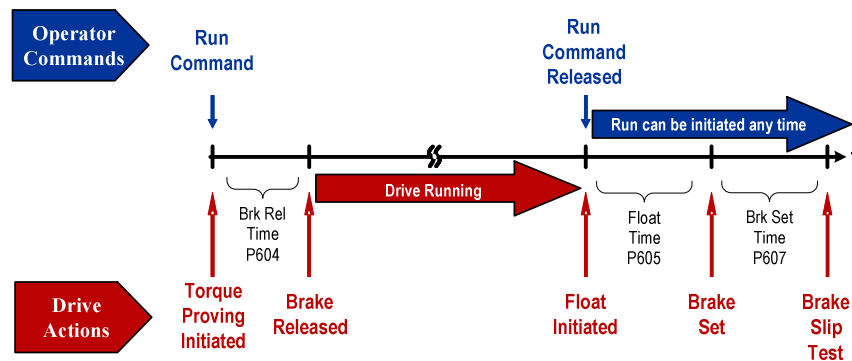 Operator
Commands
Run
Command
Run
Command
Released
Run can be initiated any time
Drive Running
Brk Rel
Time
P604
Float
Time
P605
Brk Set
Time
P607
Drive
Actions
Torque
Proving
Initiated
Brake
Released
Float
Initiated
Brake
Set
Brake
Slip
Test